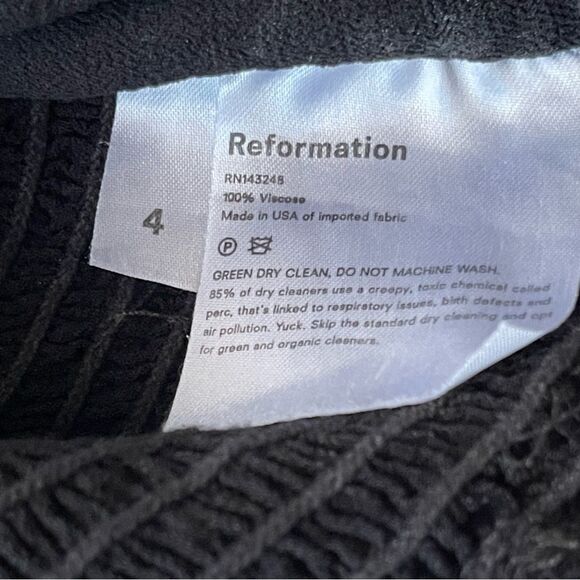 Reformation
RN143248
100% Viscose
Made in USA of imported fabric
4
P
GREEN DRY CLEAN, DO NOT MACHINE WASH.
85% of dry cleaners use a creepy, toxic chemical called
perc, that's linked to respiratory issues, birth defects and
air pollution. Yuck. Skip the standard dry cleaning and opt
for green and organic cleaners.